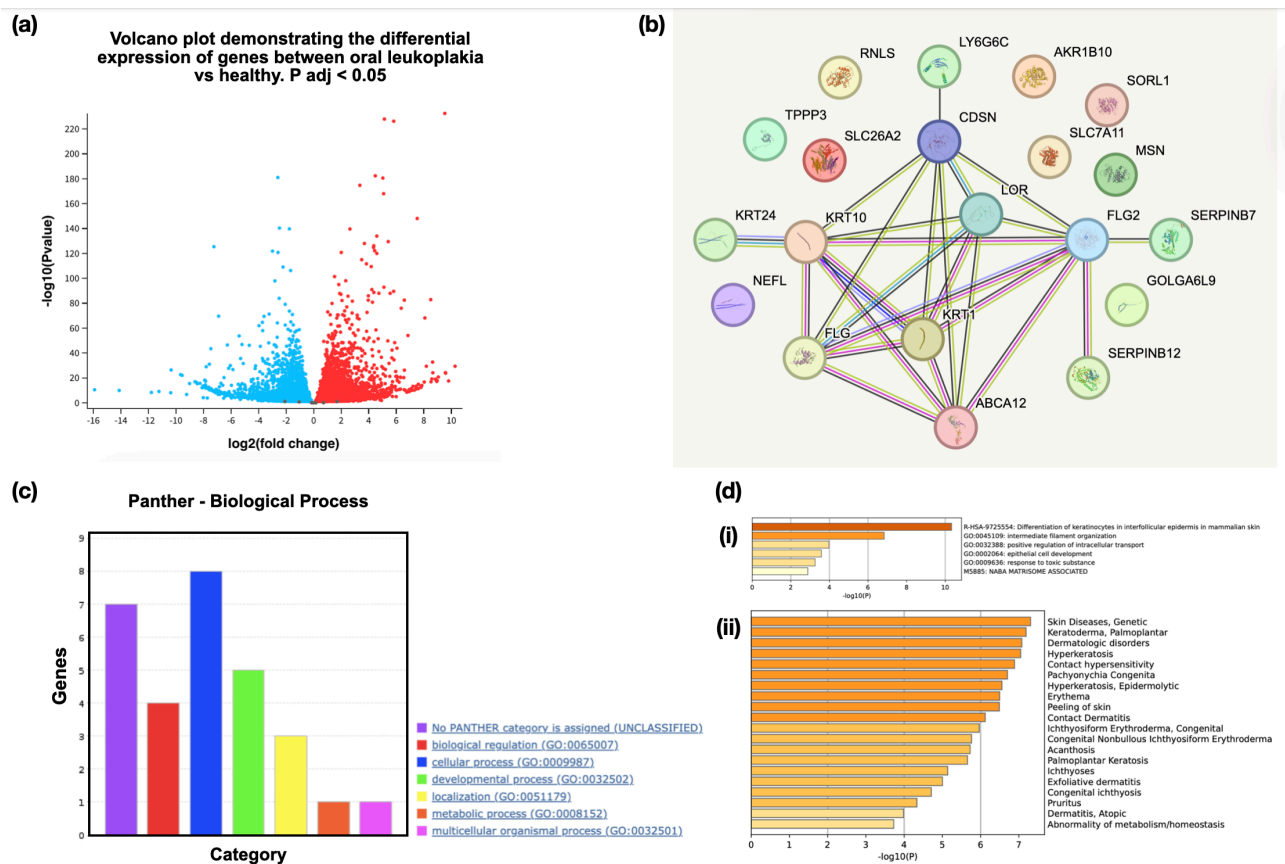 (a)
Volcano plot demonstrating the differential
expression of genes between oral leukoplakia
vs healthy. P adj < 0.05
-log10(Pvalue)
220
200
180
160
140
120
100
80
60
40
20
0
-16 -14 -12 -10 -8 -6 -4 -2 0 2 4 6 8 10
log2(fold change)
(b)
RNLS
LY6G6C
AKR1B10
SORL1
TPPP3
SLC26A2
CDSN
SLC7A11
MSN
LOR
KRT24
KRT10
FLG2
SERPINB7
NEFL
GOLGA6L9
FLG
KRT1
SERPINB12
ABCA12
(c)
Panther - Biological Process
Genes
9
8
7
6
5
4
3
2
1
0
Category
No PANTHER category is assigned (UNCLASSIFIED)
biological regulation (GO:0065007)
cellular process (GO:0009987)
developmental process (GO:0032502)
localization (GO:0051179)
metabolic process (GO:0008152)
multicellular organismal process (GO:0032501)
(d)
(i)
R-HSA-9725554: Differentiation of keratinocytes in interfollicular epidermis in mammalian skin
GO:0045109: intermediate filament organization
GO:0032388: positive regulation of intracellular transport
GO:0002064: epithelial cell development
GO:0009636: response to toxic substance
M5885: NABA MATRISOME ASSOCIATED
0 2 4 6 8 10
-log10(P)
(ii)
Skin Diseases, Genetic
Keratoderma, Palmoplantar
Dermatologic disorders
Hyperkeratosis
Contact hypersensitivity
Pachyonychia Congenita
Hyperkeratosis, Epidermolytic
Erythema
Peeling of skin
Contact Dermatitis
Ichthyosiform Erythroderma, Congenital
Congenital Nonbullous Ichthyosiform Erythroderma
Acanthosis
Palmoplantar Keratosis
Ichthyoses
Exfoliative dermatitis
Congenital ichthyosis
Pruritus
Dermatitis, Atopic
Abnormality of metabolism/homeostasis
0 1 2 3 4 5 6 7
-log10(P)